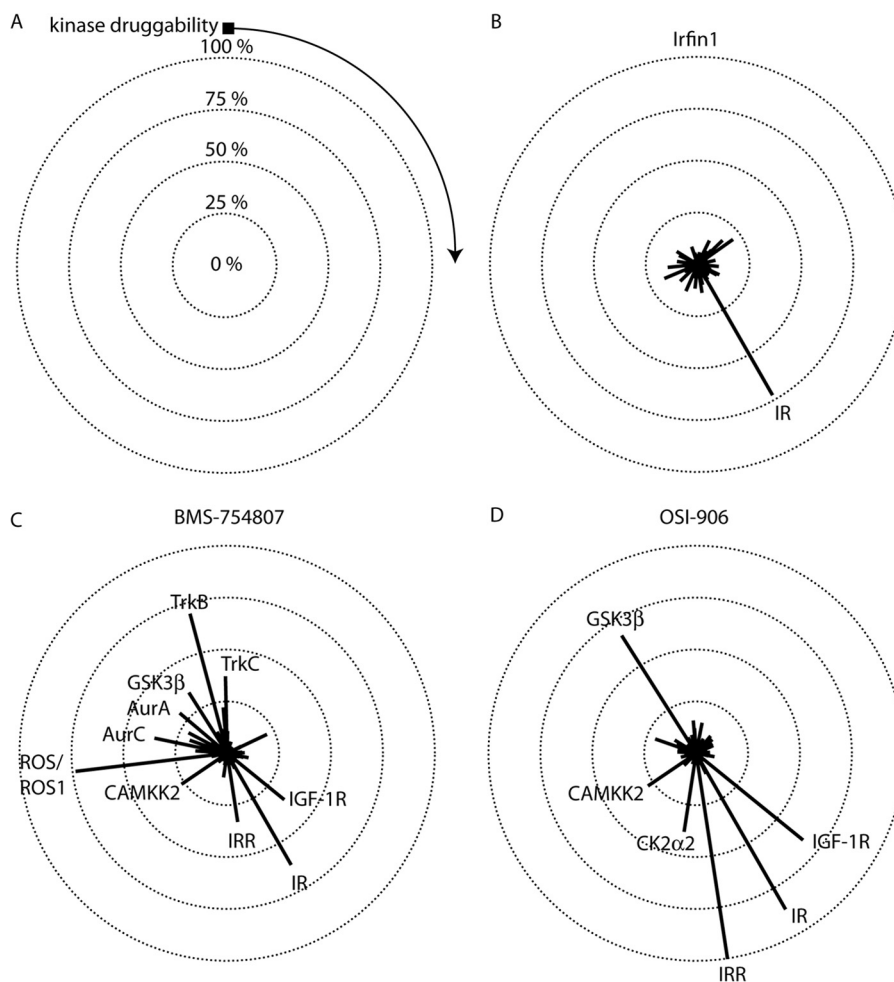 A
kinase druggability
100 %
75 %
50 %
25 %
0 %
B
Irfin1
IR
C
BMS-754807
TrkB
TrkC
GSK3β
AurA
AurC
ROS/
ROS1
CAMKK2
IGF-1R
IRR
IR
D
OSI-906
GSK3β
CAMKK2
CK2α2
IGF-1R
IR
IRR